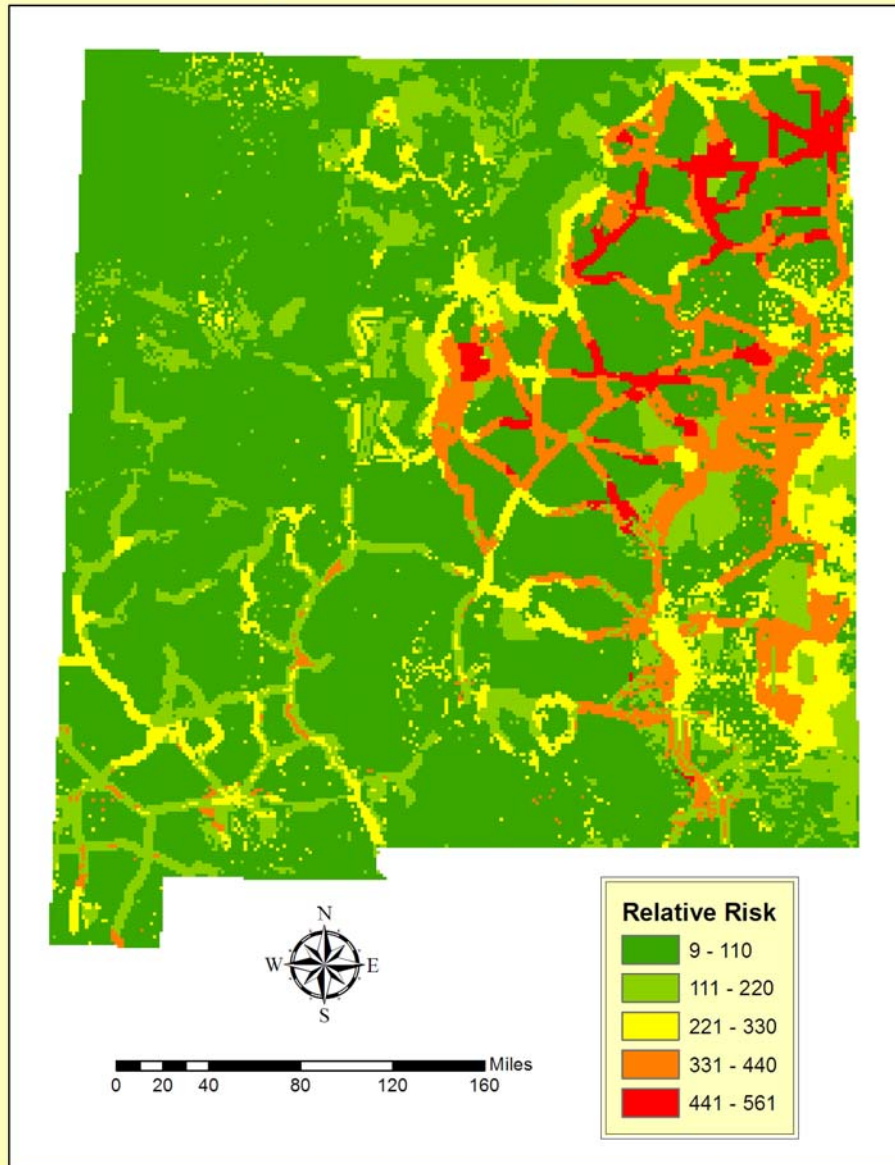 N
W E
S
Miles
0 20 40 80 120 160
Relative Risk
9 - 110
111 - 220
221 - 330
331 - 440
441 - 561